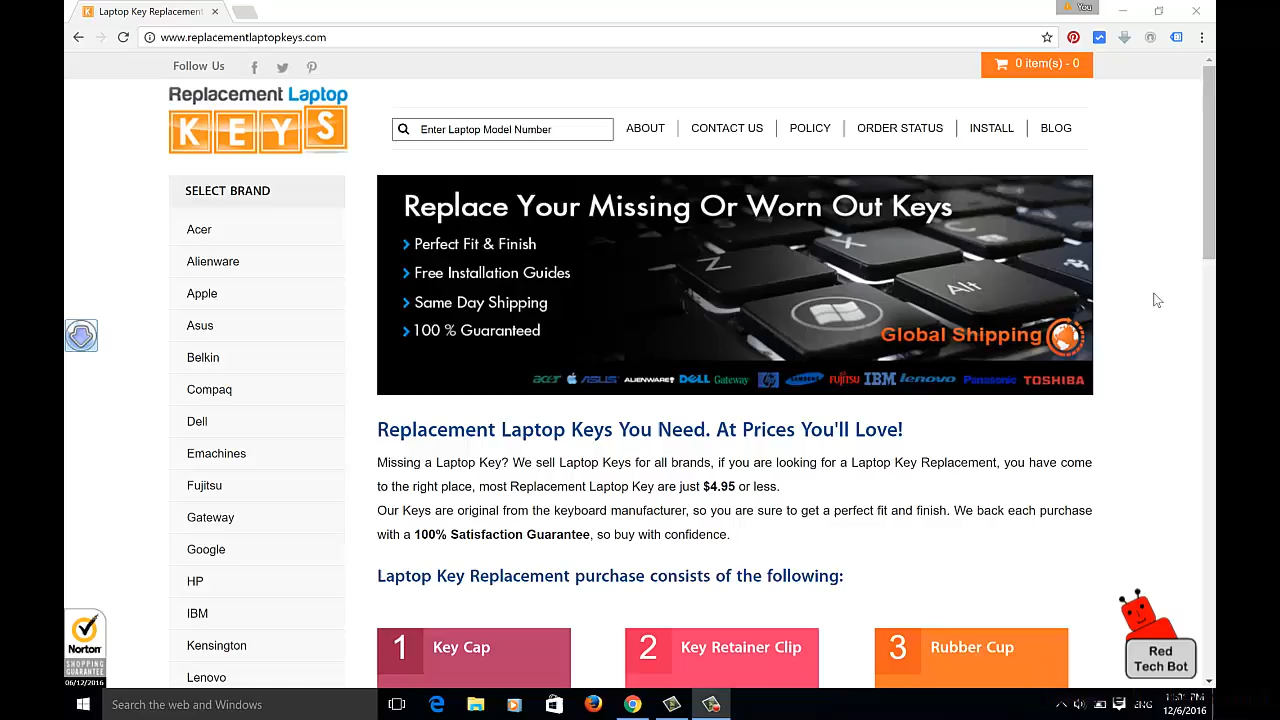 Laptop Key Replacement
You
www.replacementlaptopkeys.com
Follow Us
0 item(s) - 0
Replacement Laptop
KEYS
Enter Laptop Model Number
ABOUT
CONTACT US
POLICY
ORDER STATUS
INSTALL
BLOG
SELECT BRAND
Acer
Alienware
Apple
Asus
Belkin
Compaq
Dell
Emachines
Fujitsu
Gateway
Google
HP
IBM
Kensington
Lenovo
Replace Your Missing Or Worn Out Keys
Perfect Fit & Finish
Free Installation Guides
Same Day Shipping
100 % Guaranteed
Z
X
C
Alt
Global Shipping
acer ASUS ALIENWARE DELL Gateway hp SAMSUNG FUJITSU IBM lenovo Panasonic TOSHIBA
Replacement Laptop Keys You Need. At Prices You'll Love!
Missing a Laptop Key? We sell Laptop Keys for all brands, if you are looking for a Laptop Key Replacement, you have come
to the right place, most Replacement Laptop Key are just $4.95 or less.
Our Keys are original from the keyboard manufacturer, so you are sure to get a perfect fit and finish. We back each purchase
with a 100% Satisfaction Guarantee, so buy with confidence.
Laptop Key Replacement purchase consists of the following:
1 Key Cap
2 Key Retainer Clip
3 Rubber Cup
Norton
SHOPPING
GUARANTEE
06/12/2016
Red
Tech Bot
Search the web and Windows
ENG
12/6/2016